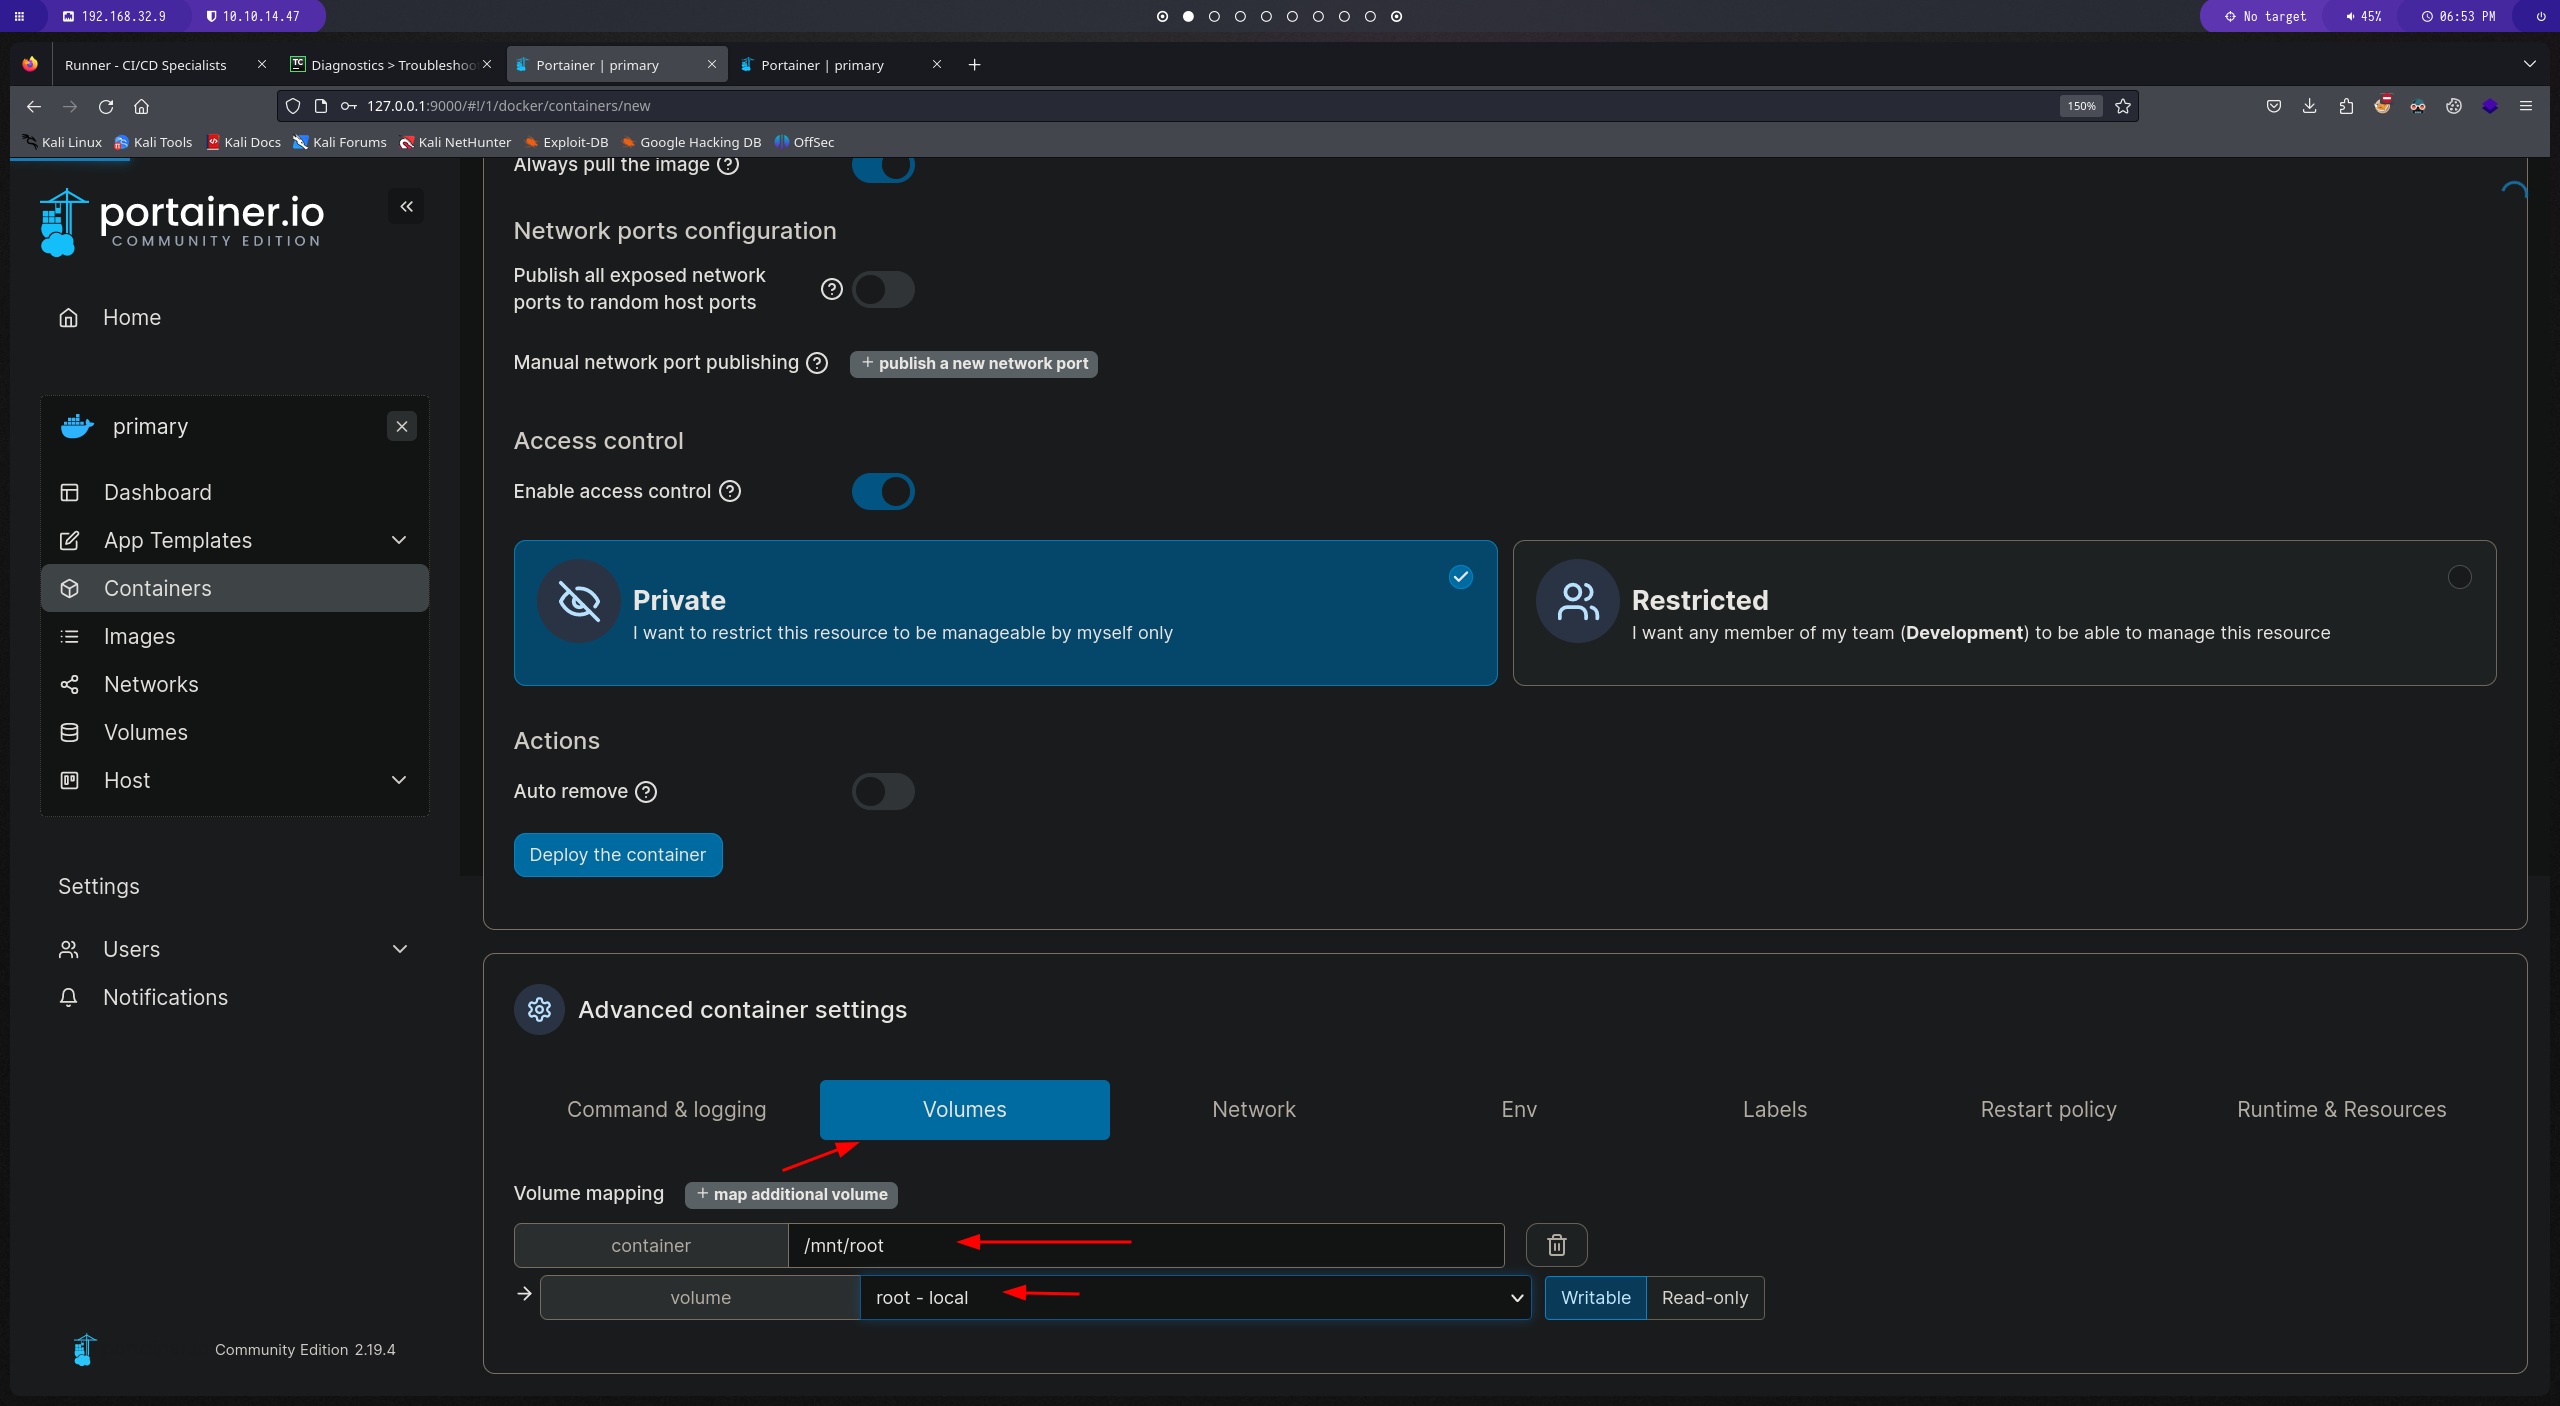 192.168.32.9 10.10.14.47 No target 45% 06:53 PM
Runner - CI/CD Specialists Diagnostics > Troubleshoo Portainer | primary Portainer | primary
127.0.0.1:9000/#!/1/docker/containers/new 150%
Kali Linux Kali Tools Kali Docs Kali Forums Kali NetHunter Exploit-DB Google Hacking DB OffSec
portainer.io
COMMUNITY EDITION
Home
primary
Dashboard
App Templates
Containers
Images
Networks
Volumes
Host
Settings
Users
Notifications
Community Edition 2.19.4
Always pull the image
Network ports configuration
Publish all exposed network
ports to random host ports
Manual network port publishing + publish a new network port
Access control
Enable access control
Private
I want to restrict this resource to be manageable by myself only
Restricted
I want any member of my team (Development) to be able to manage this resource
Actions
Auto remove
Deploy the container
Advanced container settings
Command & logging Volumes Network Env Labels Restart policy Runtime & Resources
Volume mapping + map additional volume
container /mnt/root
volume root - local Writable Read-only